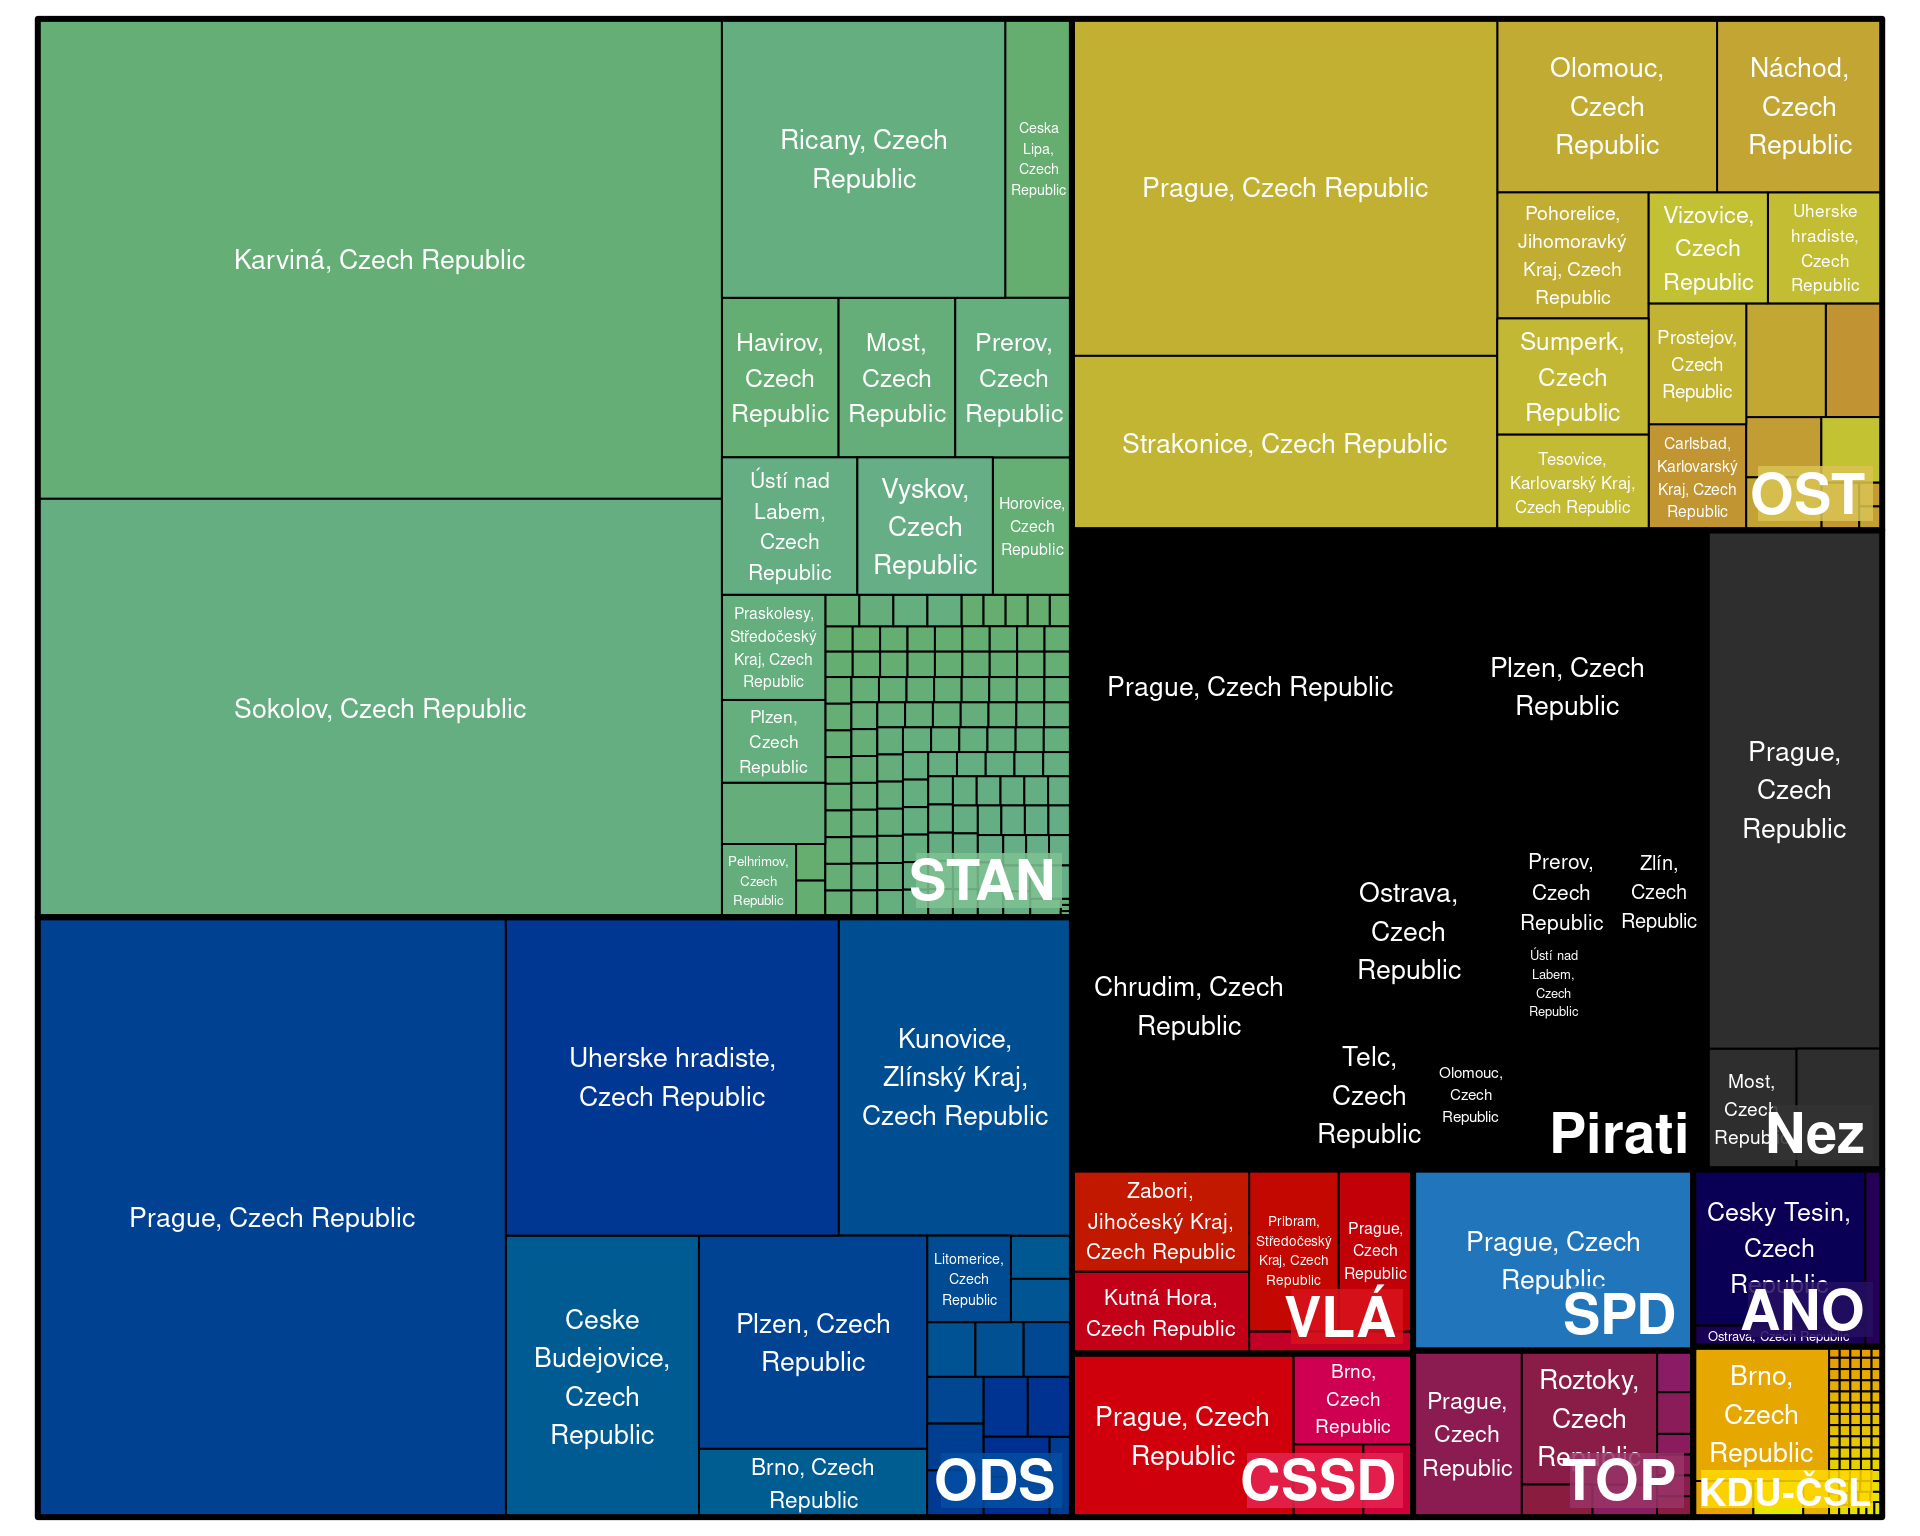 Karviná, Czech Republic
Sokolov, Czech Republic
Ricany, Czech
Republic
Ceska
Lipa,
Czech
Republic
Havirov,
Czech
Republic
Most,
Czech
Republic
Prerov,
Czech
Republic
Ústí nad
Labem,
Czech
Republic
Vyskov,
Czech
Republic
Horovice,
Czech
Republic
Praskolesy,
Středočeský
Kraj, Czech
Republic
Plzen,
Czech
Republic
Pelhrimov,
Czech
Republic
STAN
Prague, Czech Republic
Strakonice, Czech Republic
Olomouc,
Czech
Republic
Náchod,
Czech
Republic
Pohorelice,
Jihomoravký
Kraj, Czech
Republic
Vizovice,
Czech
Republic
Uherske
hradiste,
Czech
Republic
Sumperk,
Czech
Republic
Prostejov,
Czech
Republic
Tesovice,
Karlovarský Kraj,
Czech Republic
Carlsbad,
Karlovarský
Kraj, Czech
Republic
OST
Prague, Czech Republic
Plzen, Czech
Republic
Chrudim, Czech
Republic
Ostrava,
Czech
Republic
Prerov,
Czech
Republic
Zlín,
Czech
Republic
Ústí nad
Labem,
Czech
Republic
Telc,
Czech
Republic
Olomouc,
Czech
Republic
Pirati
Prague,
Czech
Republic
Most,
Czech
Republic
Nez
Prague, Czech Republic
Uherske hradiste,
Czech Republic
Kunovice,
Zlínský Kraj,
Czech Republic
Ceske
Budejovice,
Czech
Republic
Plzen, Czech
Republic
Litomerice,
Czech
Republic
Brno, Czech
Republic
ODS
Zabori,
Jihočeský Kraj,
Czech Republic
Kutná Hora,
Czech Republic
Pribram,
Středočeský
Kraj, Czech
Republic
Prague,
Czech
Republic
VLÁ
Prague, Czech
Republic
SPD
Cesky Tesin,
Czech
Republic
Ostrava, Czech Republic
ANO
Prague, Czech
Republic
Brno,
Czech
Republic
CSSD
Prague,
Czech
Republic
Roztoky,
Czech
Republic
TOP
Brno,
Czech
Republic
KDU-ČSL